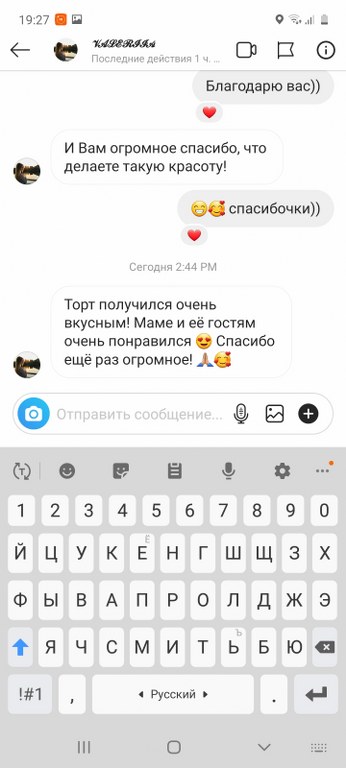 19:27
𝓥𝓐𝓛𝓔𝓡𝓘𝓘𝓐
Последние действия 1 ч. ...
Благодарю вас))
И Вам огромное спасибо, что
делаете такую красоту!
😁🥰 спасибочки))
Сегодня 2:44 PM
Торт получился очень
вкусным! Маме и её гостям
очень понравился 😍 Спасибо
ещё раз огромное! 🙏🏼🥰
Отправить сообщение...
1 2 3 4 5 6 7 8 9 0
Й Ц У К Е Ё Н Г Ш Щ З Х
Ф Ы В А П Р О Л Д Ж Э
Я Ч С М И Т Ь Ъ Б Ю
!#1 , Русский .